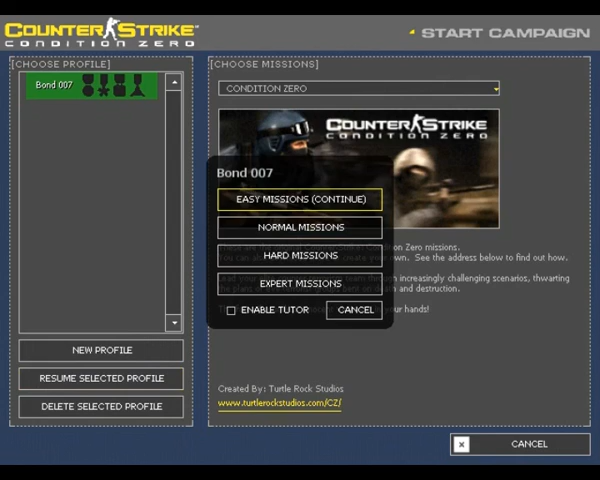 COUNTER STRIKE
CONDITION ZERO
START CAMPAIGN
[CHOOSE PROFILE]
Bond 007
NEW PROFILE
RESUME SELECTED PROFILE
DELETE SELECTED PROFILE
[CHOOSE MISSIONS]
CONDITION ZERO
COUNTER STRIKE
CONDITION ZERO
Bond 007
EASY MISSIONS (CONTINUE)
NORMAL MISSIONS
HARD MISSIONS
EXPERT MISSIONS
ENABLE TUTOR
CANCEL
Zero missions.
your own. See the address below to find out how.
through increasingly challenging scenarios, thwarting
and destruction.
your hands!
Created By: Turtle Rock Studios
www.turtlerockstudios.com/CZ/
CANCEL